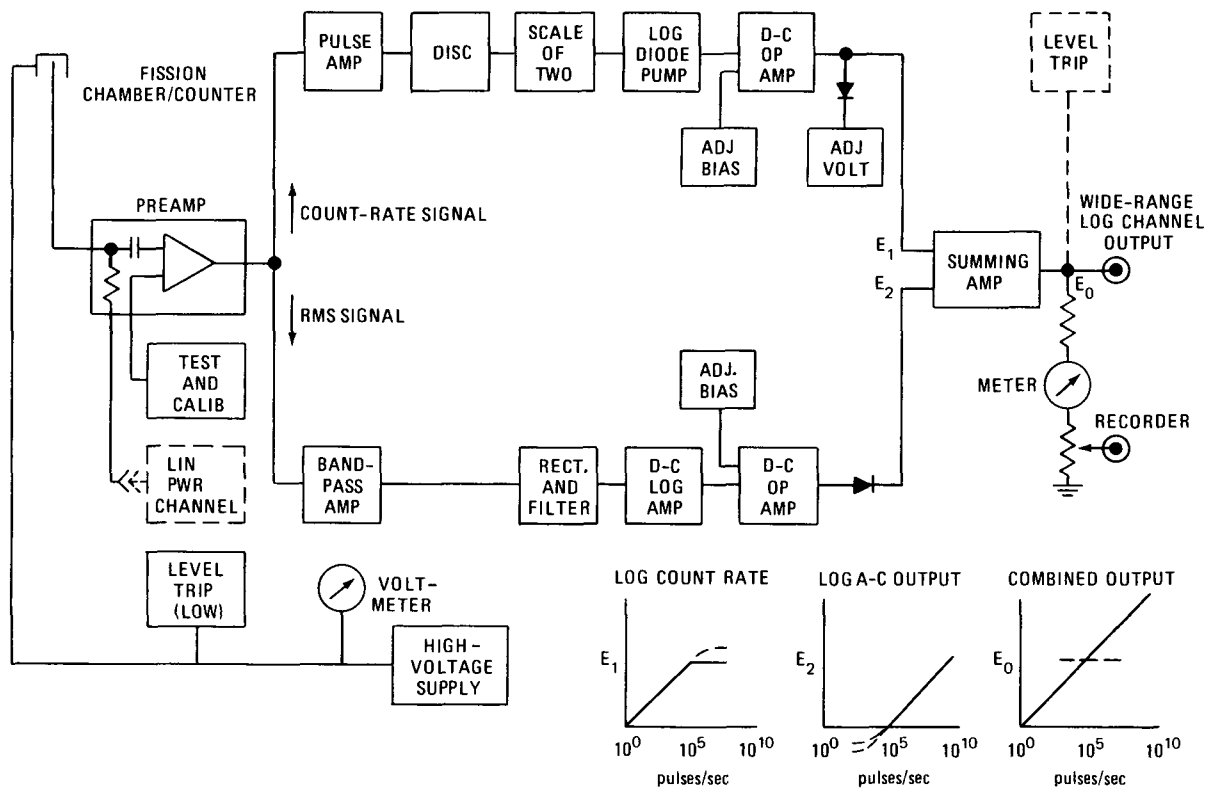 FISSION
CHAMBER/COUNTER
PULSE
AMP
DISC
SCALE
OF
TWO
LOG
DIODE
PUMP
D-C
OP
AMP
LEVEL
TRIP
ADJ
BIAS
ADJ
VOLT
PREAMP
COUNT-RATE SIGNAL
RMS SIGNAL
E1
E2
SUMMING
AMP
WIDE-RANGE
LOG CHANNEL
OUTPUT
E0
TEST
AND
CALIB
ADJ.
BIAS
METER
RECORDER
LIN
PWR
CHANNEL
BAND-
PASS
AMP
RECT.
AND
FILTER
D-C
LOG
AMP
D-C
OP
AMP
LEVEL
TRIP
(LOW)
VOLT-
METER
HIGH-
VOLTAGE
SUPPLY
LOG COUNT RATE
E1
10^0 10^5 10^10
pulses/sec
LOG A-C OUTPUT
E2
10^0 10^5 10^10
pulses/sec
COMBINED OUTPUT
E0
10^0 10^5 10^10
pulses/sec